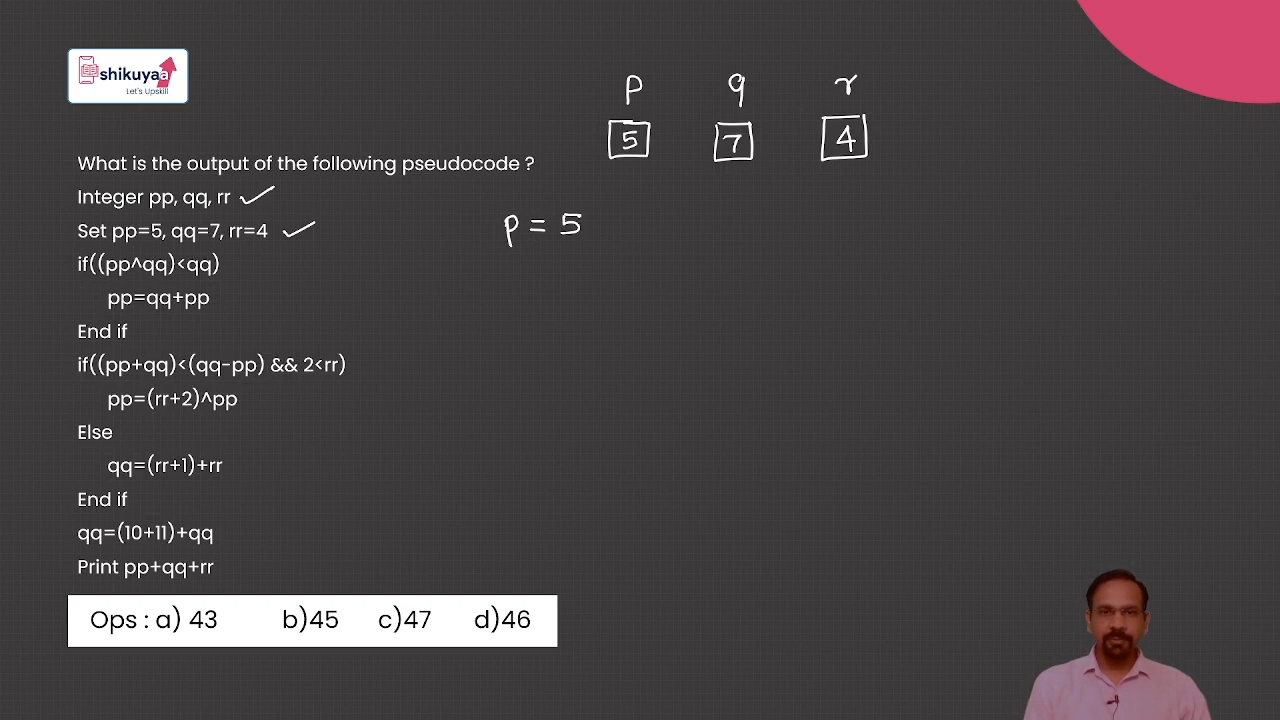 shikuyaa
Let's Upskill
p q r
5 7 4
What is the output of the following pseudocode ?
Integer pp, qq, rr
Set pp=5, qq=7, rr=4
p = 5
if((pp^qq)<qq)
pp=qq+pp
End if
if((pp+qq)<(qq-pp) && 2<rr)
pp=(rr+2)^pp
Else
qq=(rr+1)+rr
End if
qq=(10+11)+qq
Print pp+qq+rr
Ops : a) 43 b)45 c)47 d)46